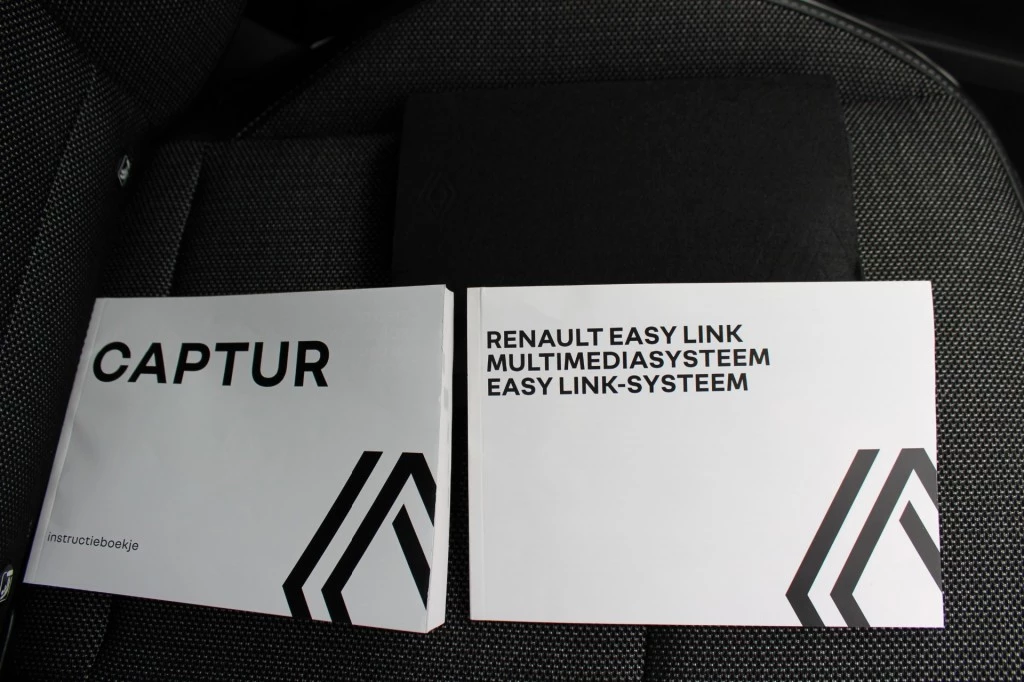 CAPTUR
instructieboekje
RENAULT EASY LINK
MULTIMEDIASYSTEEM
EASY LINK-SYSTEEM